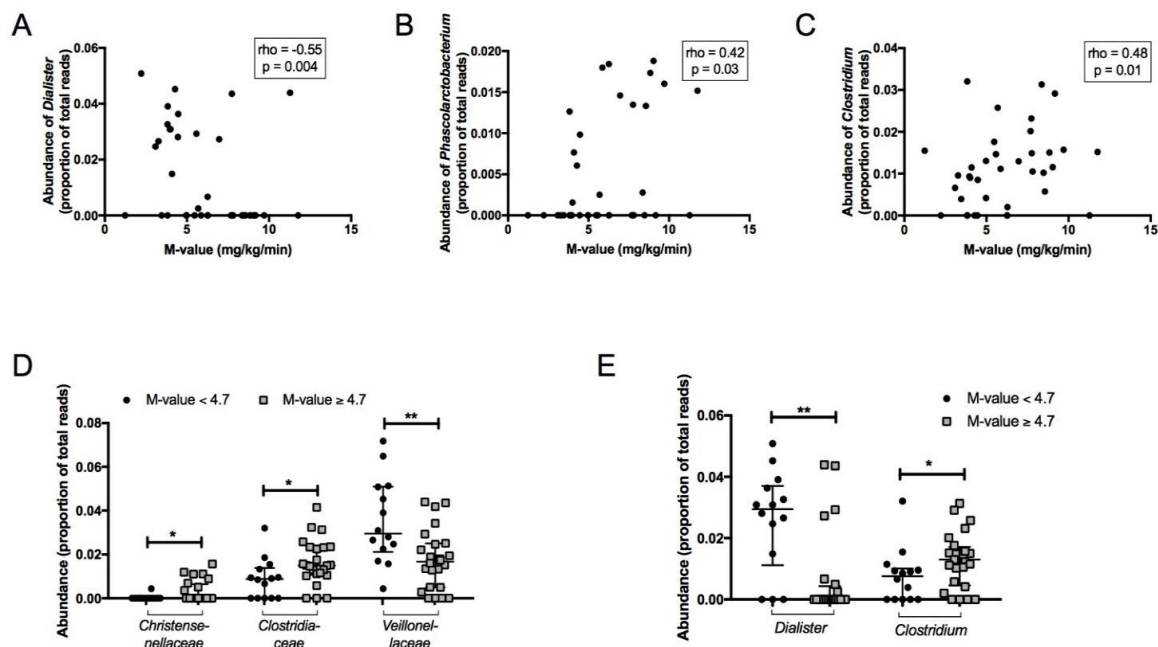 A
Abundance of Dialister
(proportion of total reads)
0.06
0.04
0.02
0.00
0
5
10
15
M-value (mg/kg/min)
rho = -0.55
p = 0.004
B
Abundance of Phascolarctobacterium
(proportion of total reads)
0.020
0.015
0.010
0.005
0.000
0
5
10
15
M-value (mg/kg/min)
rho = 0.42
p = 0.03
C
Abundance of Clostridium
(proportion of total reads)
0.04
0.03
0.02
0.01
0.00
0
5
10
15
M-value (mg/kg/min)
rho = 0.48
p = 0.01
D
Abundance (proportion of total reads)
M-value < 4.7
M-value ≥ 4.7
0.08
0.06
0.04
0.02
0.00
*
*
**
Christense-
nellaceae
Clostridia-
ceae
Veillonel-
laceae
E
Abundance (proportion of total reads)
M-value < 4.7
M-value ≥ 4.7
0.06
0.04
0.02
0.00
**
*
Dialister
Clostridium